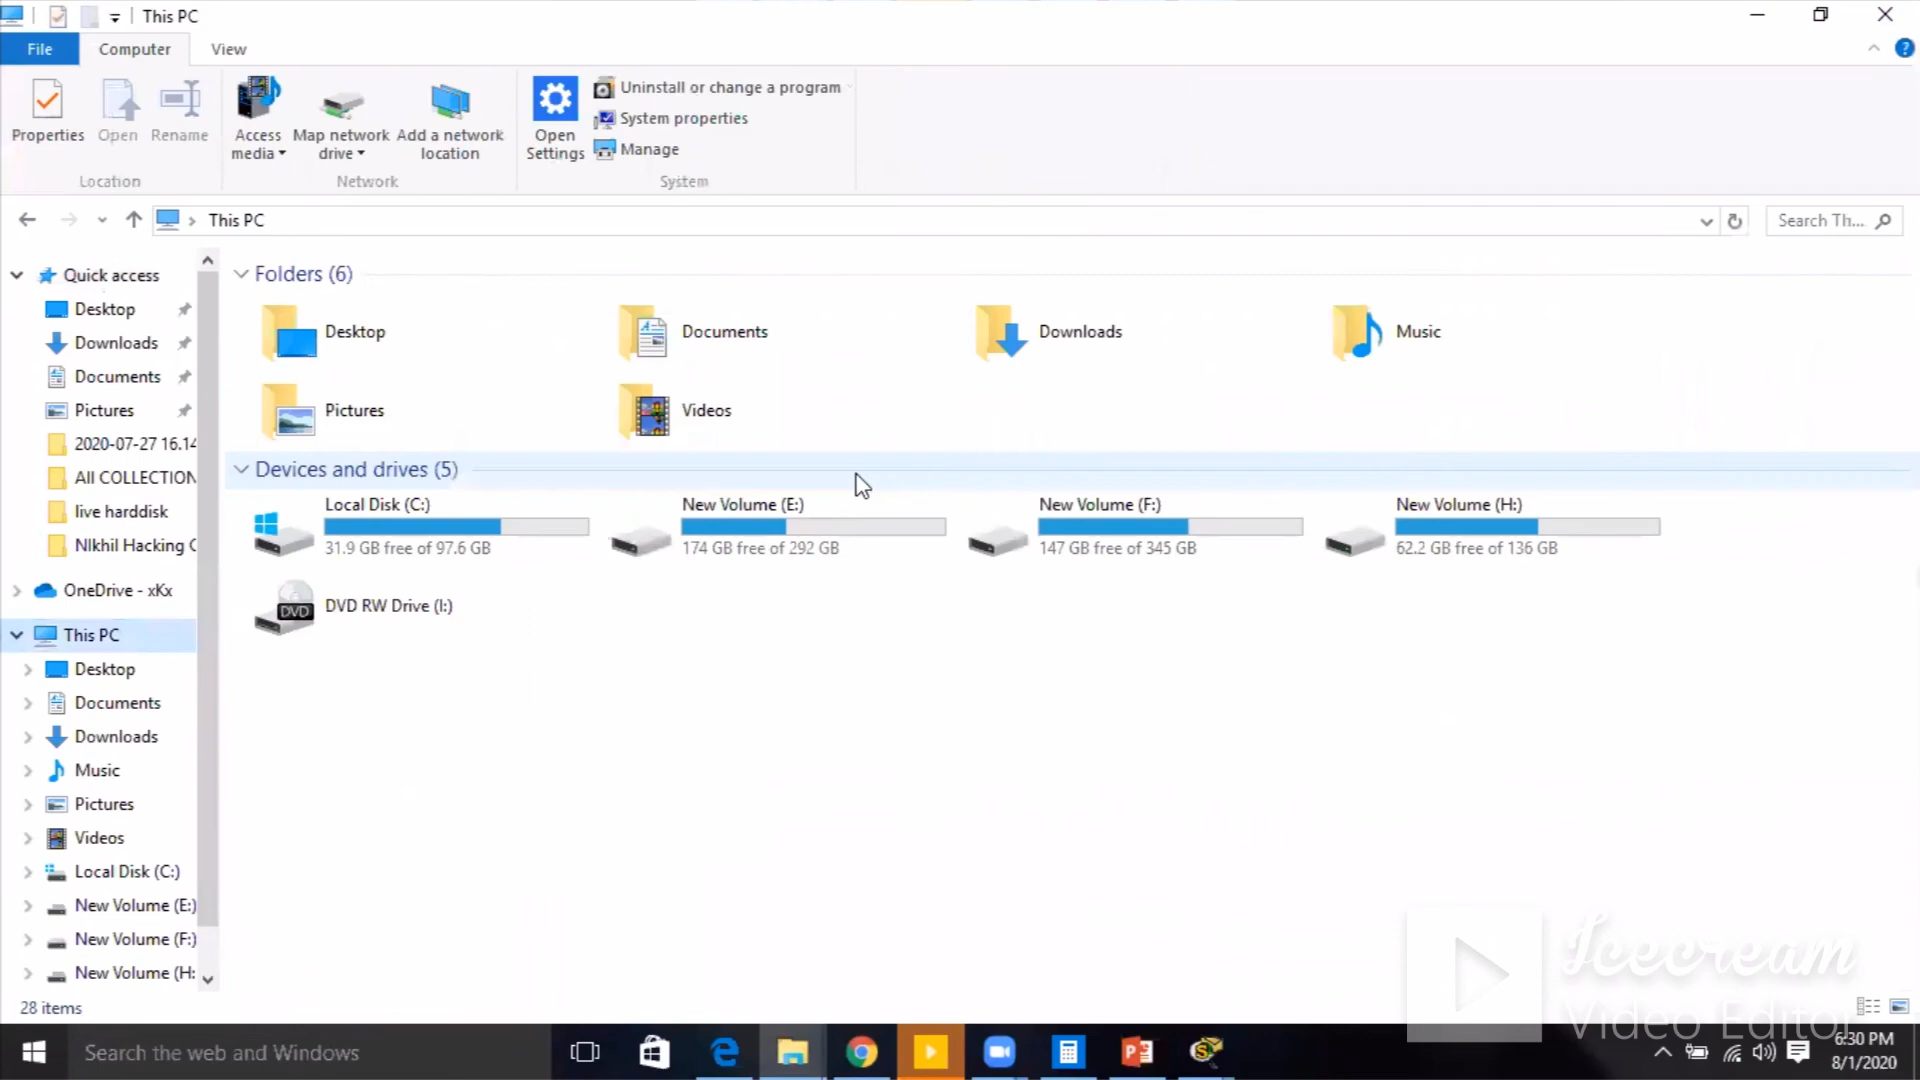 This PC
File
Computer
View
Properties
Open
Rename
Access
media
Map network
drive
Add a network
location
Open
Settings
Uninstall or change a program
System properties
Manage
Location
Network
System
This PC
Search Th...
Quick access
Desktop
Downloads
Documents
Pictures
2020-07-27 16.14
All COLLECTION
live harddisk
NIkhil Hacking C
OneDrive - xKx
This PC
Desktop
Documents
Downloads
Music
Pictures
Videos
Local Disk (C:)
New Volume (E:)
New Volume (F:)
New Volume (H:
Folders (6)
Desktop
Documents
Downloads
Music
Pictures
Videos
Devices and drives (5)
Local Disk (C:)
31.9 GB free of 97.6 GB
New Volume (E:)
174 GB free of 292 GB
New Volume (F:)
147 GB free of 345 GB
New Volume (H:)
62.2 GB free of 136 GB
DVD
DVD RW Drive (I:)
28 items
Icecream
Video Editor
Search the web and Windows
6:30 PM
8/1/2020